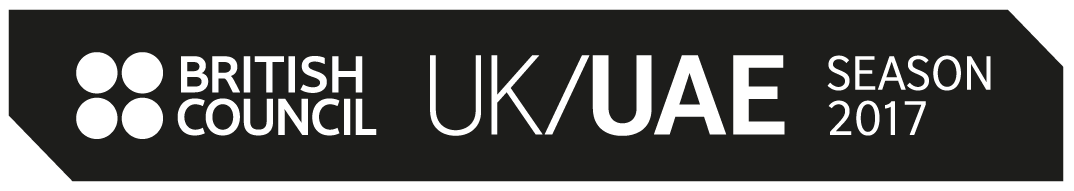 BRITISH
COUNCIL
UK/UAE
SEASON
2017